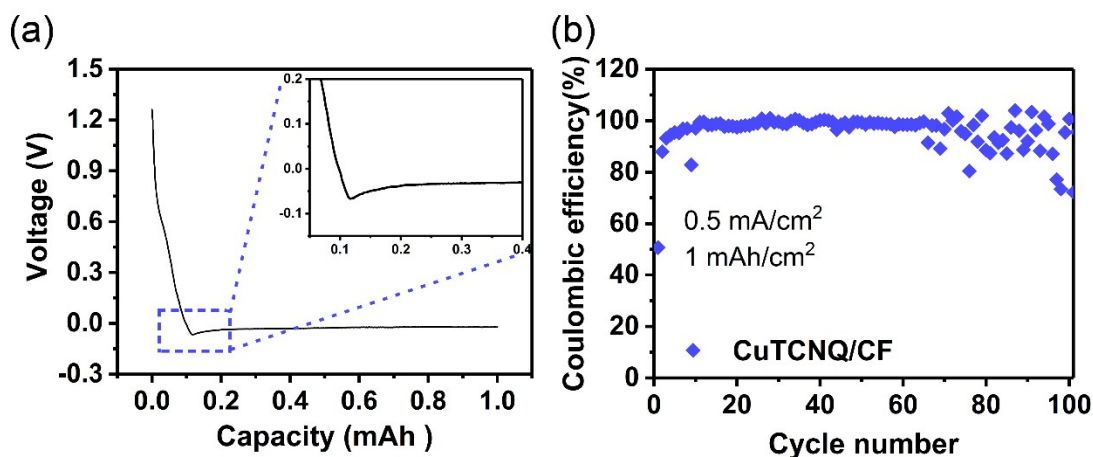 (a)
1.5
1.2
0.9
0.6
0.3
0.0
-0.3
Voltage (V)
0.2
0.1
0.0
-0.1
0.1 0.2 0.3 0.4
0.0 0.2 0.4 0.6 0.8 1.0
Capacity (mAh )
(b)
120
100
80
60
40
20
0
Coulombic efficiency(%)
0.5 mA/cm²
1 mAh/cm²
CuTCNQ/CF
0 20 40 60 80 100
Cycle number